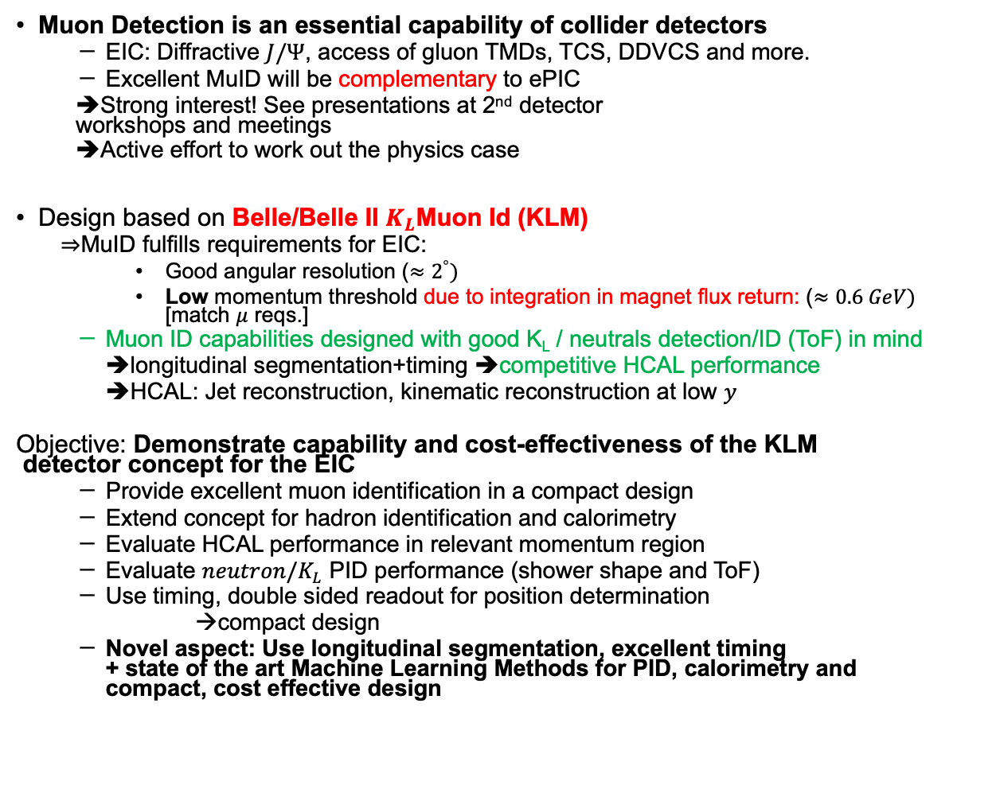 • Muon Detection is an essential capability of collider detectors
– EIC: Diffractive J/Ψ, access of gluon TMDs, TCS, DDVCS and more.
– Excellent MuID will be complementary to ePIC
➔Strong interest! See presentations at 2nd detector
workshops and meetings
➔Active effort to work out the physics case
• Design based on Belle/Belle II K_L Muon Id (KLM)
⇒MuID fulfills requirements for EIC:
• Good angular resolution (≈ 2°)
• Low momentum threshold due to integration in magnet flux return: (≈ 0.6 GeV)
[match μ reqs.]
– Muon ID capabilities designed with good K_L / neutrals detection/ID (ToF) in mind
➔longitudinal segmentation+timing ➔competitive HCAL performance
➔HCAL: Jet reconstruction, kinematic reconstruction at low y
Objective: Demonstrate capability and cost-effectiveness of the KLM
detector concept for the EIC
– Provide excellent muon identification in a compact design
– Extend concept for hadron identification and calorimetry
– Evaluate HCAL performance in relevant momentum region
– Evaluate neutron/K_L PID performance (shower shape and ToF)
– Use timing, double sided readout for position determination
→compact design
– Novel aspect: Use longitudinal segmentation, excellent timing
+ state of the art Machine Learning Methods for PID, calorimetry and
compact, cost effective design